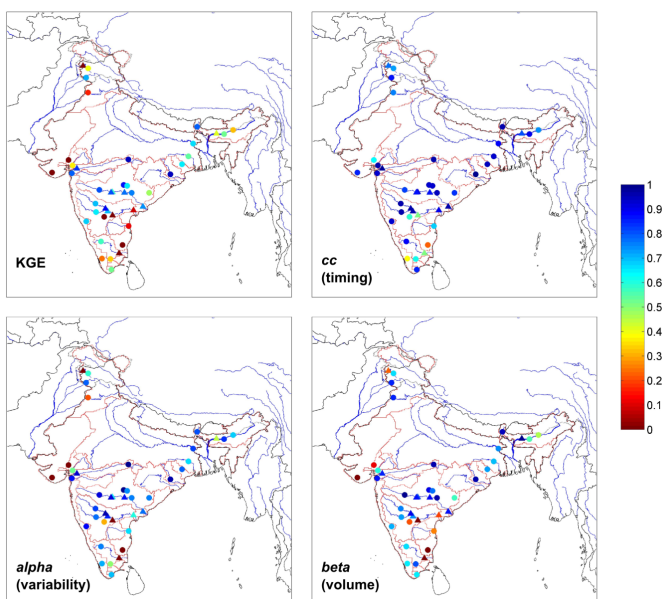 KGE
cc
(timing)
alpha
(variability)
beta
(volume)
1
0.9
0.8
0.7
0.6
0.5
0.4
0.3
0.2
0.1
0